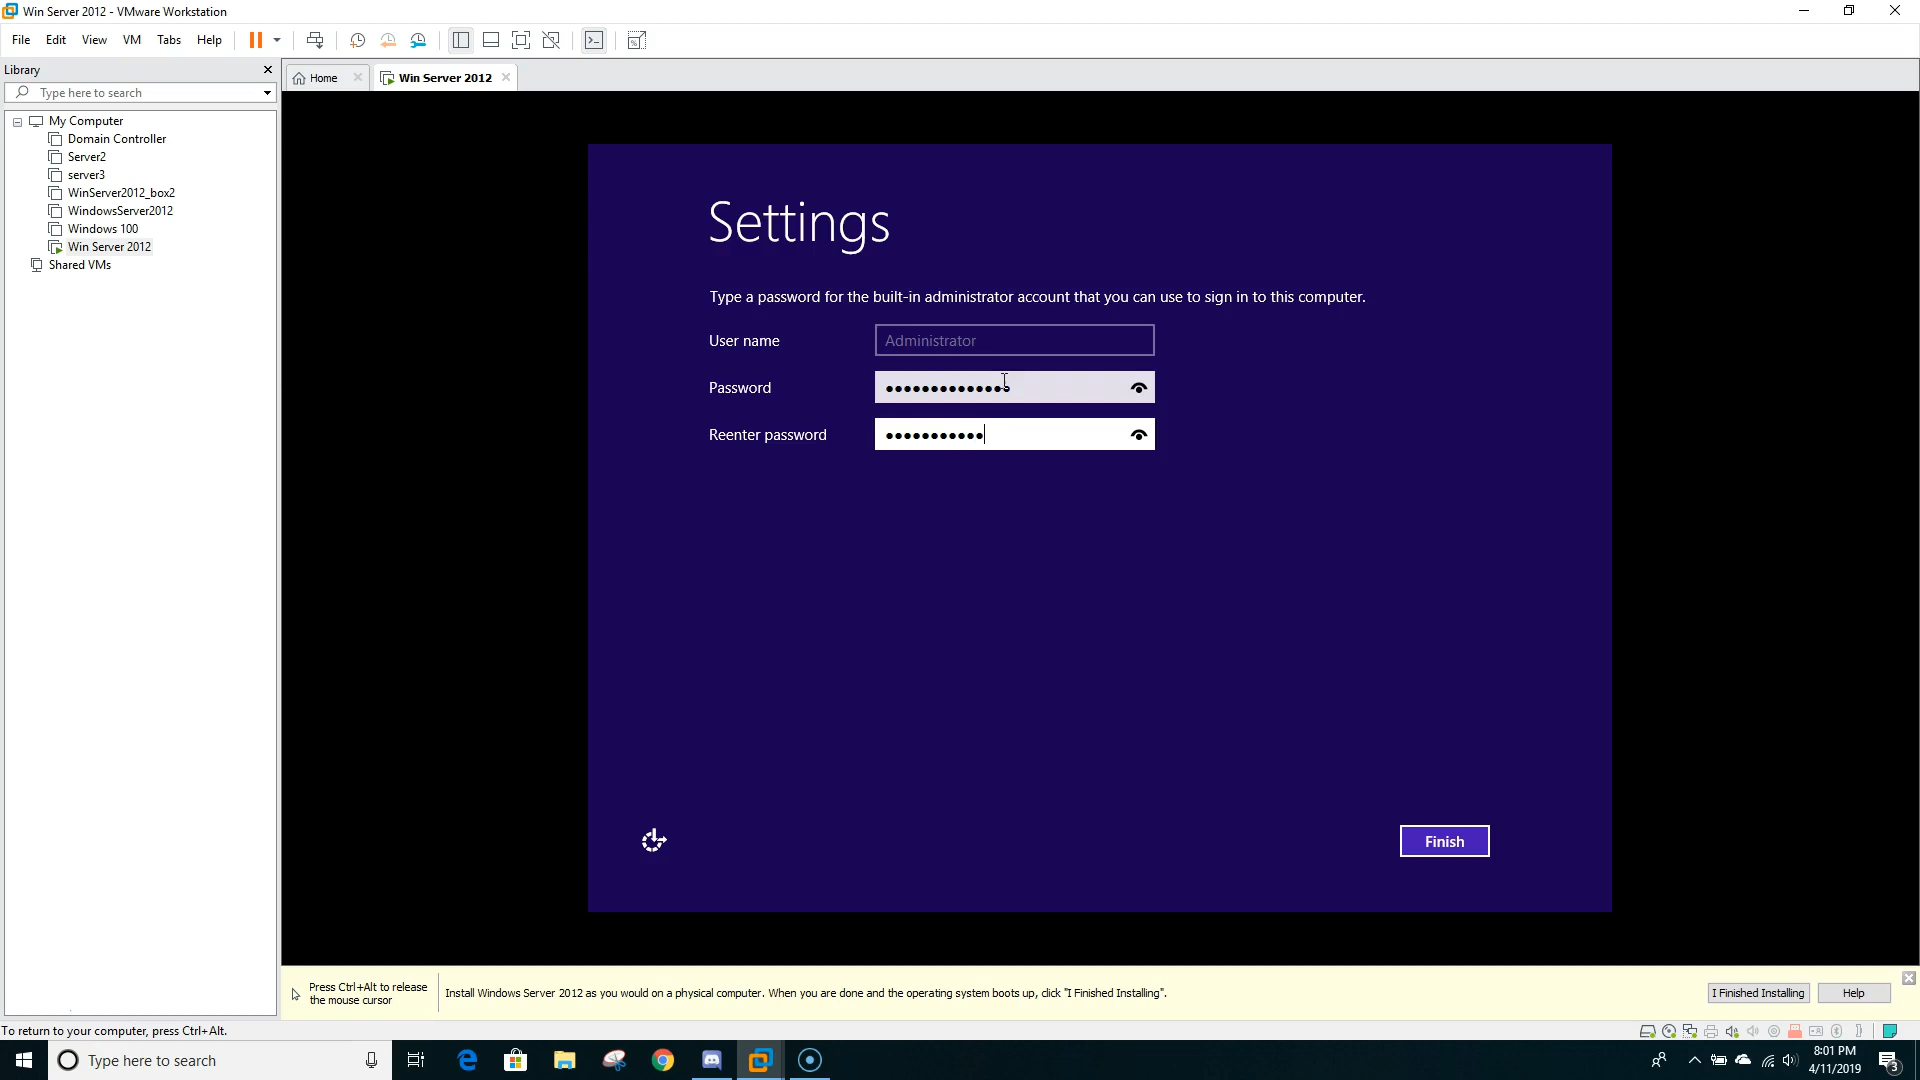 Win Server 2012 - VMware Workstation
File Edit View VM Tabs Help
Library
Type here to search
My Computer
Domain Controller
Server2
server3
WinServer2012_box2
WindowsServer2012
Windows 100
Win Server 2012
Shared VMs
Home
Win Server 2012
Settings
Type a password for the built-in administrator account that you can use to sign in to this computer.
User name
Administrator
Password
Reenter password
Finish
Press Ctrl+Alt to release
the mouse cursor
Install Windows Server 2012 as you would on a physical computer. When you are done and the operating system boots up, click "I Finished Installing".
I Finished Installing
Help
To return to your computer, press Ctrl+Alt.
Type here to search
8:01 PM
4/11/2019
3